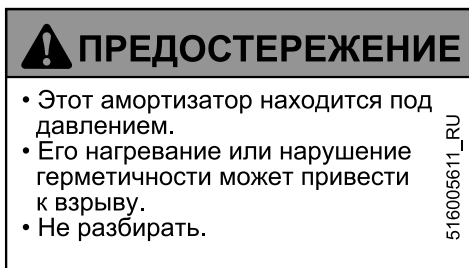 ПРЕДОСТЕРЕЖЕНИЕ
• Этот амортизатор находится под
давлением.
• Его нагревание или нарушение
герметичности может привести
к взрыву.
• Не разбирать.
516005611_RU